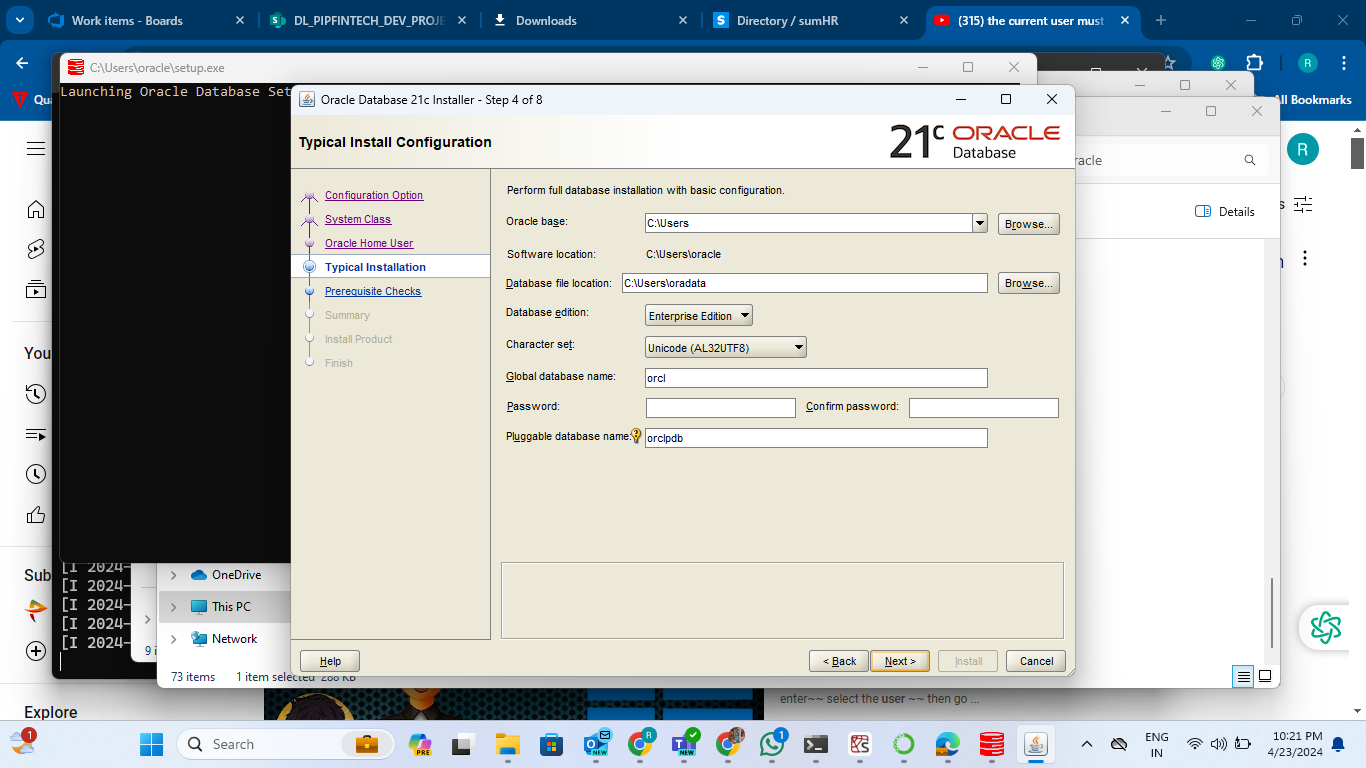 Work items - Boards
DL_PIPFINTECH_DEV_PROJE
Downloads
Directory / sumHR
(315) the current user must
C:\Users\oracle\setup.exe
Launching Oracle Database Set
All Bookmarks
Qu
R
R
Oracle Database 21c Installer - Step 4 of 8
Typical Install Configuration
21c ORACLE
Database
racle
Details
Configuration Option
System Class
Oracle Home User
Typical Installation
Prerequisite Checks
Summary
Install Product
Finish
Perform full database installation with basic configuration.
Oracle base:
C:\Users
Browse...
Software location:
C:\Users\oracle
Database file location:
C:\Users\oradata
Browse...
Database edition:
Enterprise Edition
Character set:
Unicode (AL32UTF8)
Global database name:
orcl
Password:
Confirm password:
Pluggable database name:
orclpdb
Help
< Back
Next >
Install
Cancel
You
Sub
Explore
[I 2024-
[I 2024-
[I 2024-
[I 2024-
[I 2024-
OneDrive
This PC
Network
9 i
73 items
1 item selected 288 KB
enter~~ select the user ~~ then go ...
1
Search
PRE
NEW
R
NEW
1
ENG
IN
10:21 PM
4/23/2024